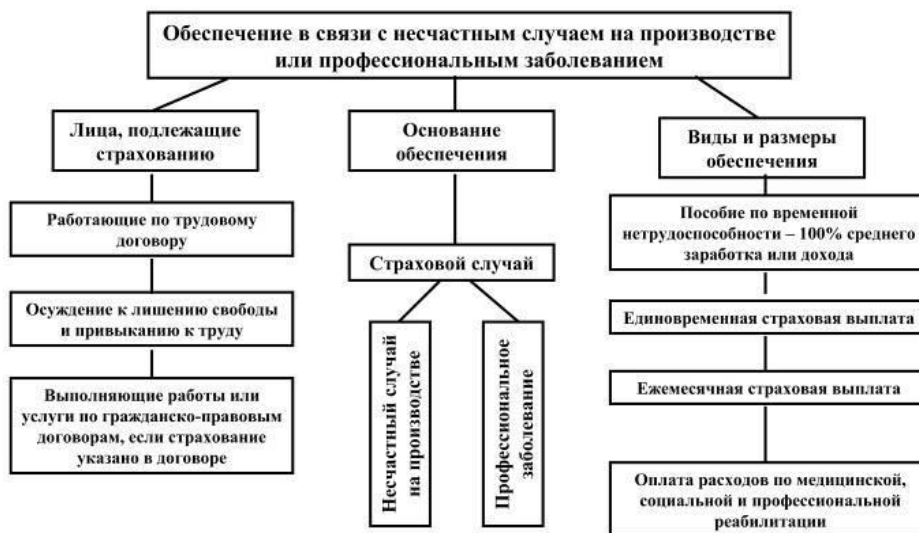 Обеспечение в связи с несчастным случаем на производстве
или профессиональным заболеванием
Лица, подлежащие
страхованию
Работающие по трудовому
договору
Осуждение к лишению свободы
и привыканию к труду
Выполняющие работы или
услуги по гражданско-правовым
договорам, если страхование
указано в договоре
Основание
обеспечения
Страховой случай
Несчастный случай
на производстве
Профессиональное
заболевание
Виды и размеры
обеспечения
Пособие по временной
нетрудоспособности – 100% среднего
заработка или дохода
Единовременная страховая выплата
Ежемесячная страховая выплата
Оплата расходов по медицинской,
социальной и профессиональной
реабилитации